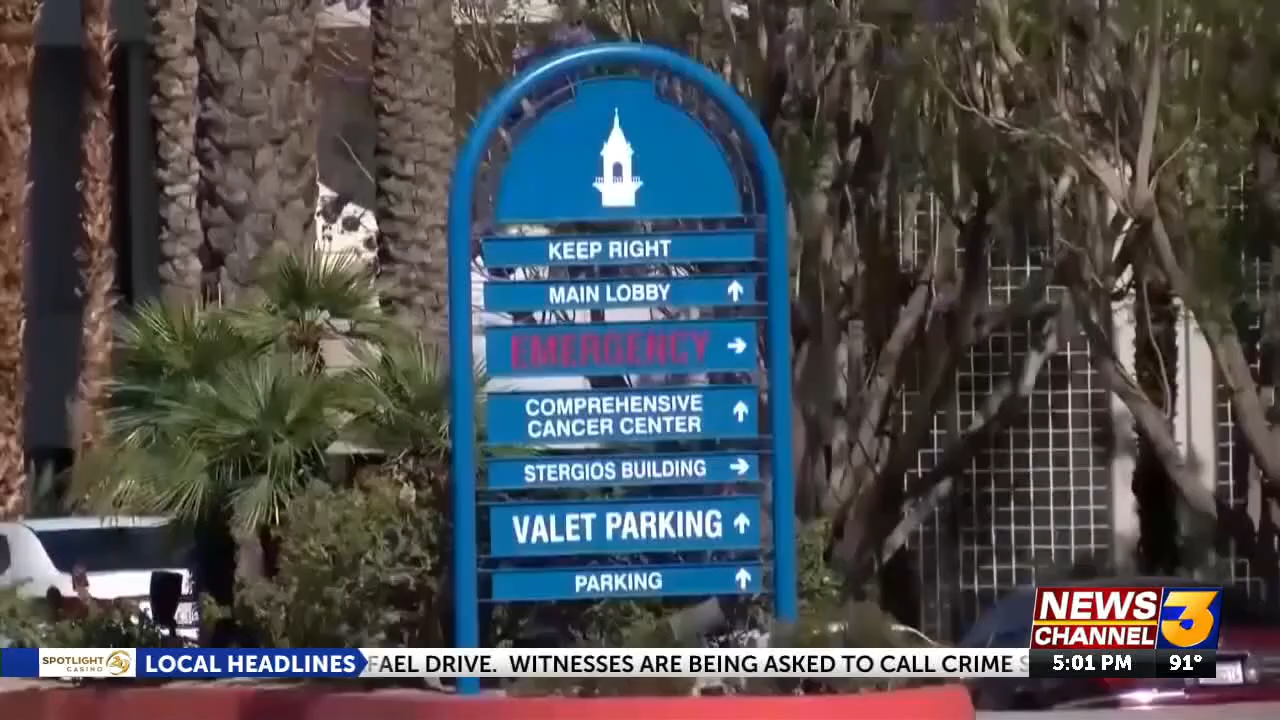 KEEP RIGHT
MAIN LOBBY ↑
EMERGENCY →
COMPREHENSIVE
CANCER CENTER ↑
STERGIOS BUILDING →
VALET PARKING ↑
PARKING ↑
NEWS
CHANNEL 3
SPOTLIGHT 29
CASINO
LOCAL HEADLINES
FAEL DRIVE. WITNESSES ARE BEING ASKED TO CALL CRIME S
5:01 PM 91°